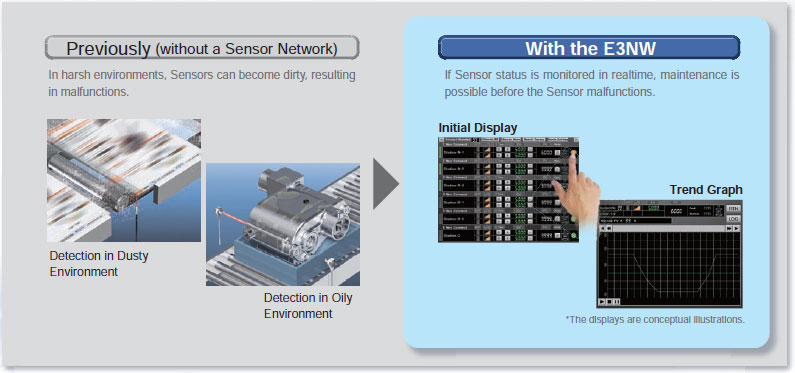 Previously (without a Sensor Network)
In harsh environments, Sensors can become dirty, resulting
in malfunctions.
Detection in Dusty
Environment
Detection in Oily
Environment
With the E3NW
If Sensor status is monitored in realtime, maintenance is
possible before the Sensor malfunctions.
Initial Display
Trend Graph
*The displays are conceptual illustrations.